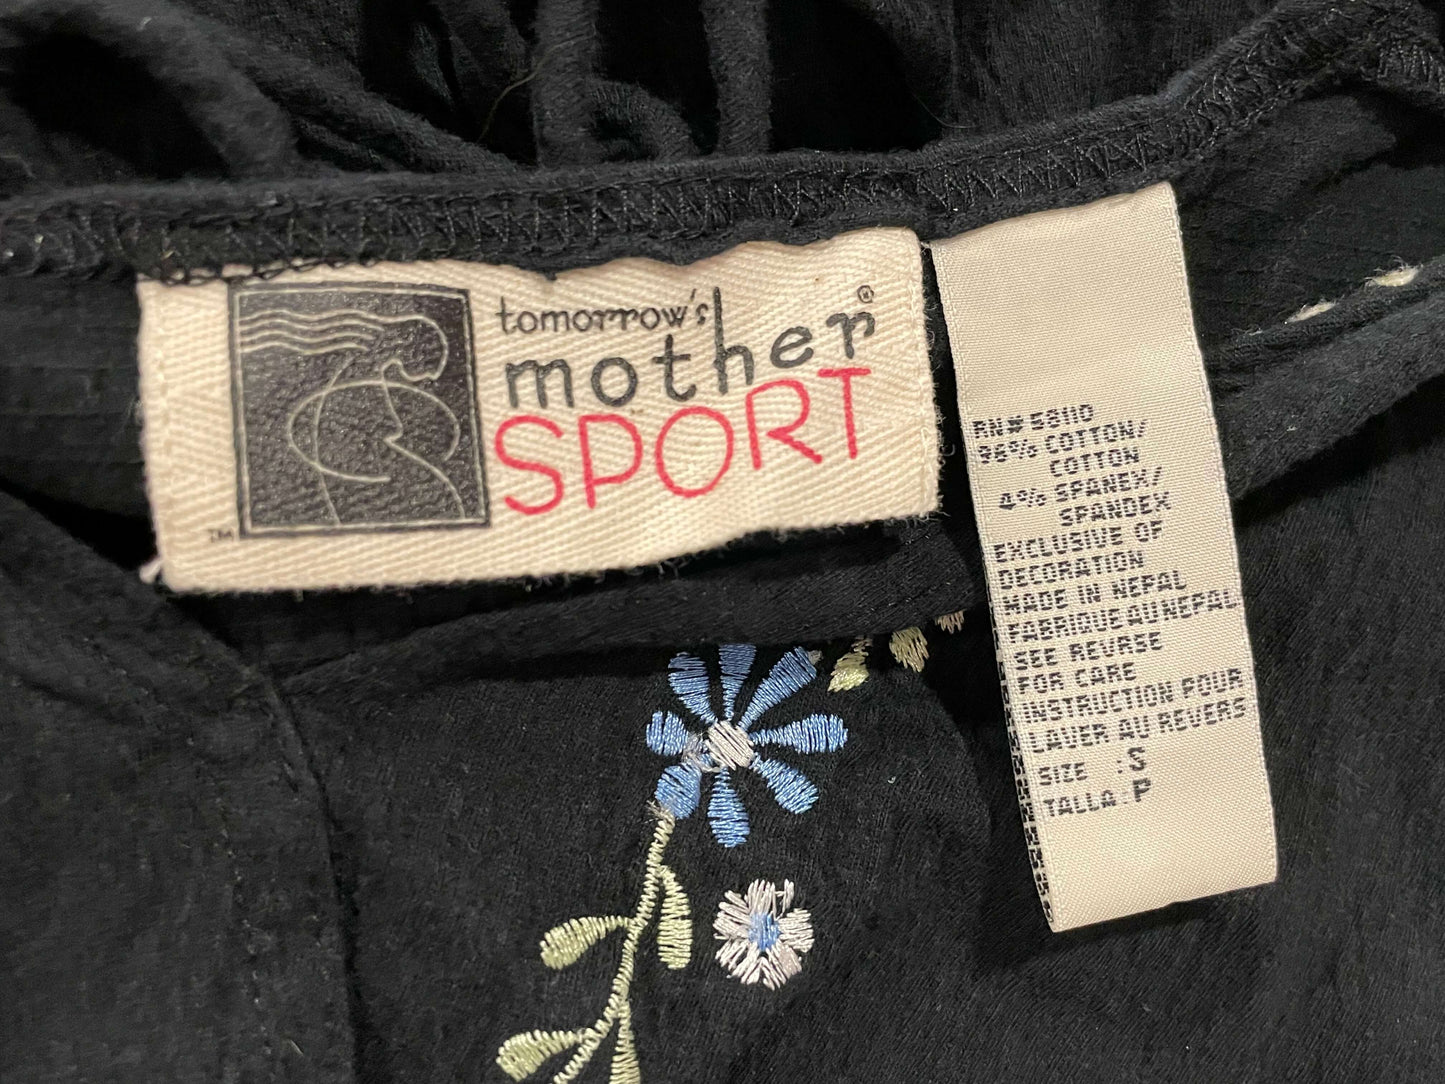 tomorrow's
mother®
SPORT
™
RN# 58110
96% COTTON/
COTTON
4% SPANEX/
SPANDEX
EXCLUSIVE OF
DECORATION
MADE IN NEPAL
FABRIQUE AU NEPAL
SEE REVRSE
FOR CARE
INSTRUCTION POUR
LAVER AU REVERS
SIZE :S
TALLA:P